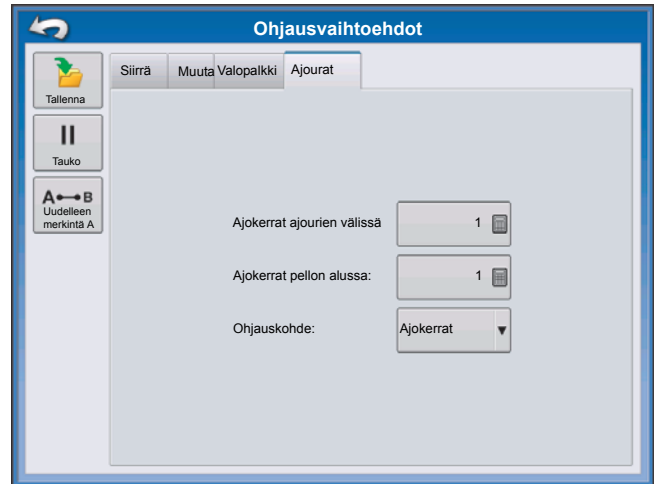 Ohjausvaihtoehdot
Siirrä Muuta Valopalkki Ajourat
Tallenna
Tauko
A B
Uudelleen
merkintä A
Ajokerrat ajourien välissä 1
Ajokerrat pellon alussa: 1
Ohjauskohde: Ajokerrat